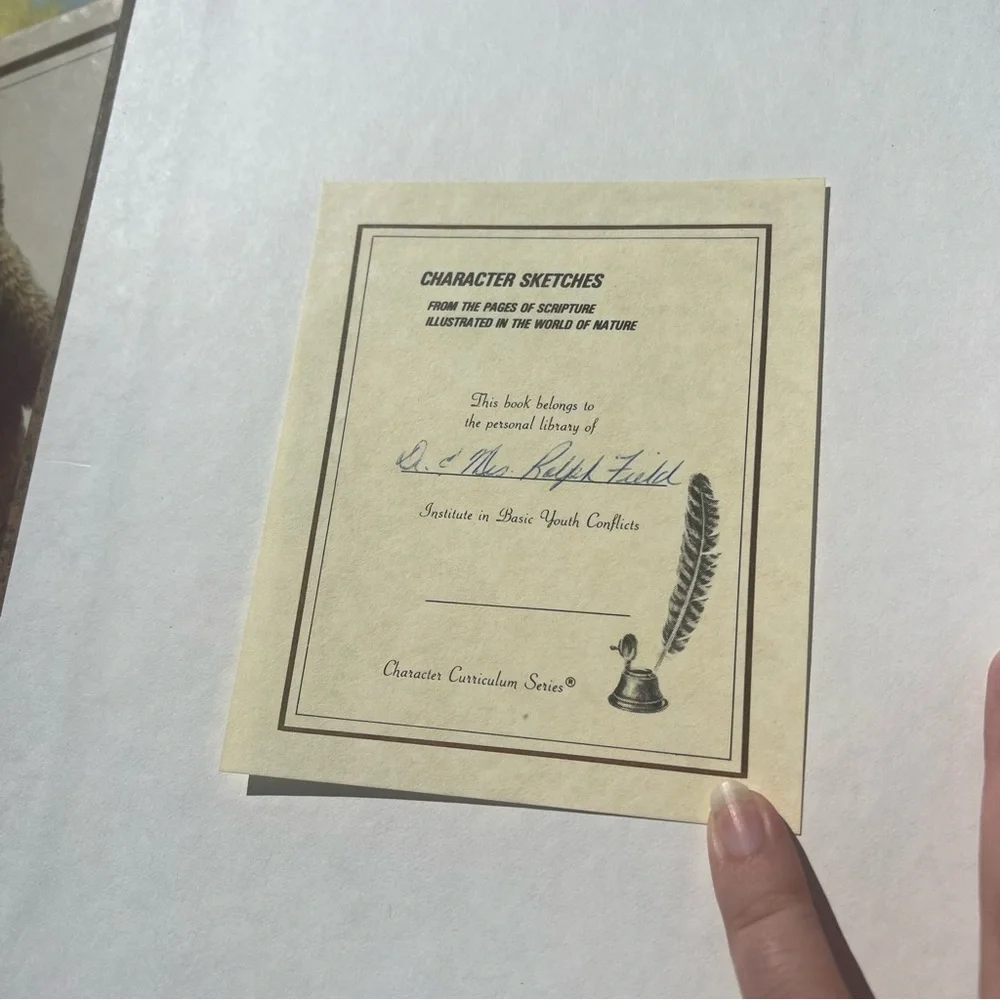 CHARACTER SKETCHES
FROM THE PAGES OF SCRIPTURE
ILLUSTRATED IN THE WORLD OF NATURE
This book belongs to
the personal library of
Dr. & Mrs. Ralph Field
Institute in Basic Youth Conflicts
Character Curriculum Series®